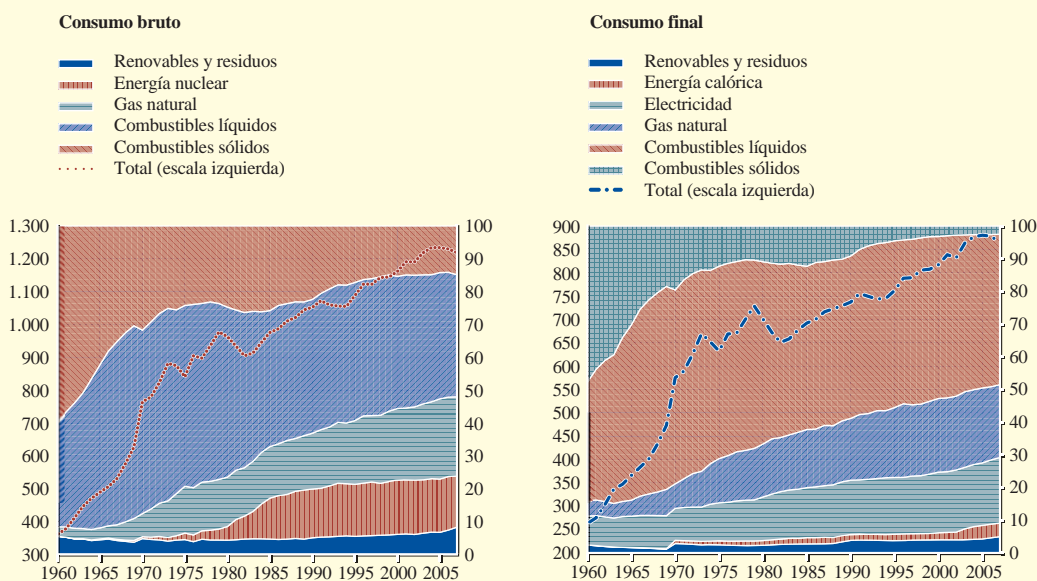 Consumo bruto
Renovables y residuos
Energía nuclear
Gas natural
Combustibles líquidos
Combustibles sólidos
Total (escala izquierda)
1.300
1.200
1.100
1.000
900
800
700
600
500
400
300
100
90
80
70
60
50
40
30
20
10
0
1960 1965 1970 1975 1980 1985 1990 1995 2000 2005
Consumo final
Renovables y residuos
Energía calórica
Electricidad
Gas natural
Combustibles líquidos
Combustibles sólidos
Total (escala izquierda)
900
850
800
750
700
650
600
550
500
450
400
350
300
250
200
100
90
80
70
60
50
40
30
20
10
0
1960 1965 1970 1975 1980 1985 1990 1995 2000 2005